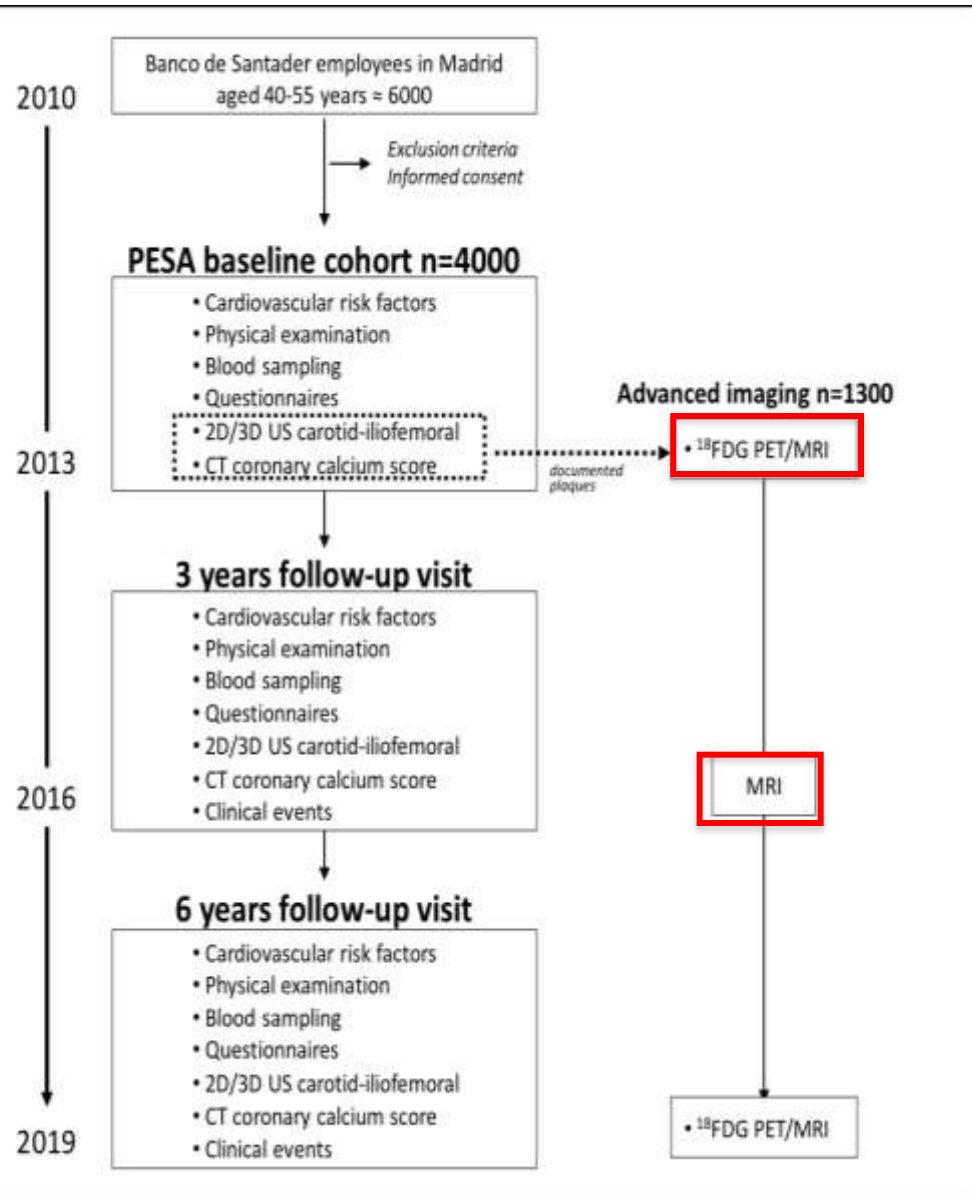 2010
Banco de Santader employees in Madrid
aged 40-55 years ≈ 6000
Exclusion criteria
Informed consent
PESA baseline cohort n=4000
• Cardiovascular risk factors
• Physical examination
• Blood sampling
• Questionnaires
• 2D/3D US carotid-iliofemoral
• CT coronary calcium score
2013
documented
plaques
Advanced imaging n=1300
• ¹⁸FDG PET/MRI
3 years follow-up visit
• Cardiovascular risk factors
• Physical examination
• Blood sampling
• Questionnaires
• 2D/3D US carotid-iliofemoral
• CT coronary calcium score
• Clinical events
2016
MRI
6 years follow-up visit
• Cardiovascular risk factors
• Physical examination
• Blood sampling
• Questionnaires
• 2D/3D US carotid-iliofemoral
• CT coronary calcium score
• Clinical events
2019
• ¹⁸FDG PET/MRI